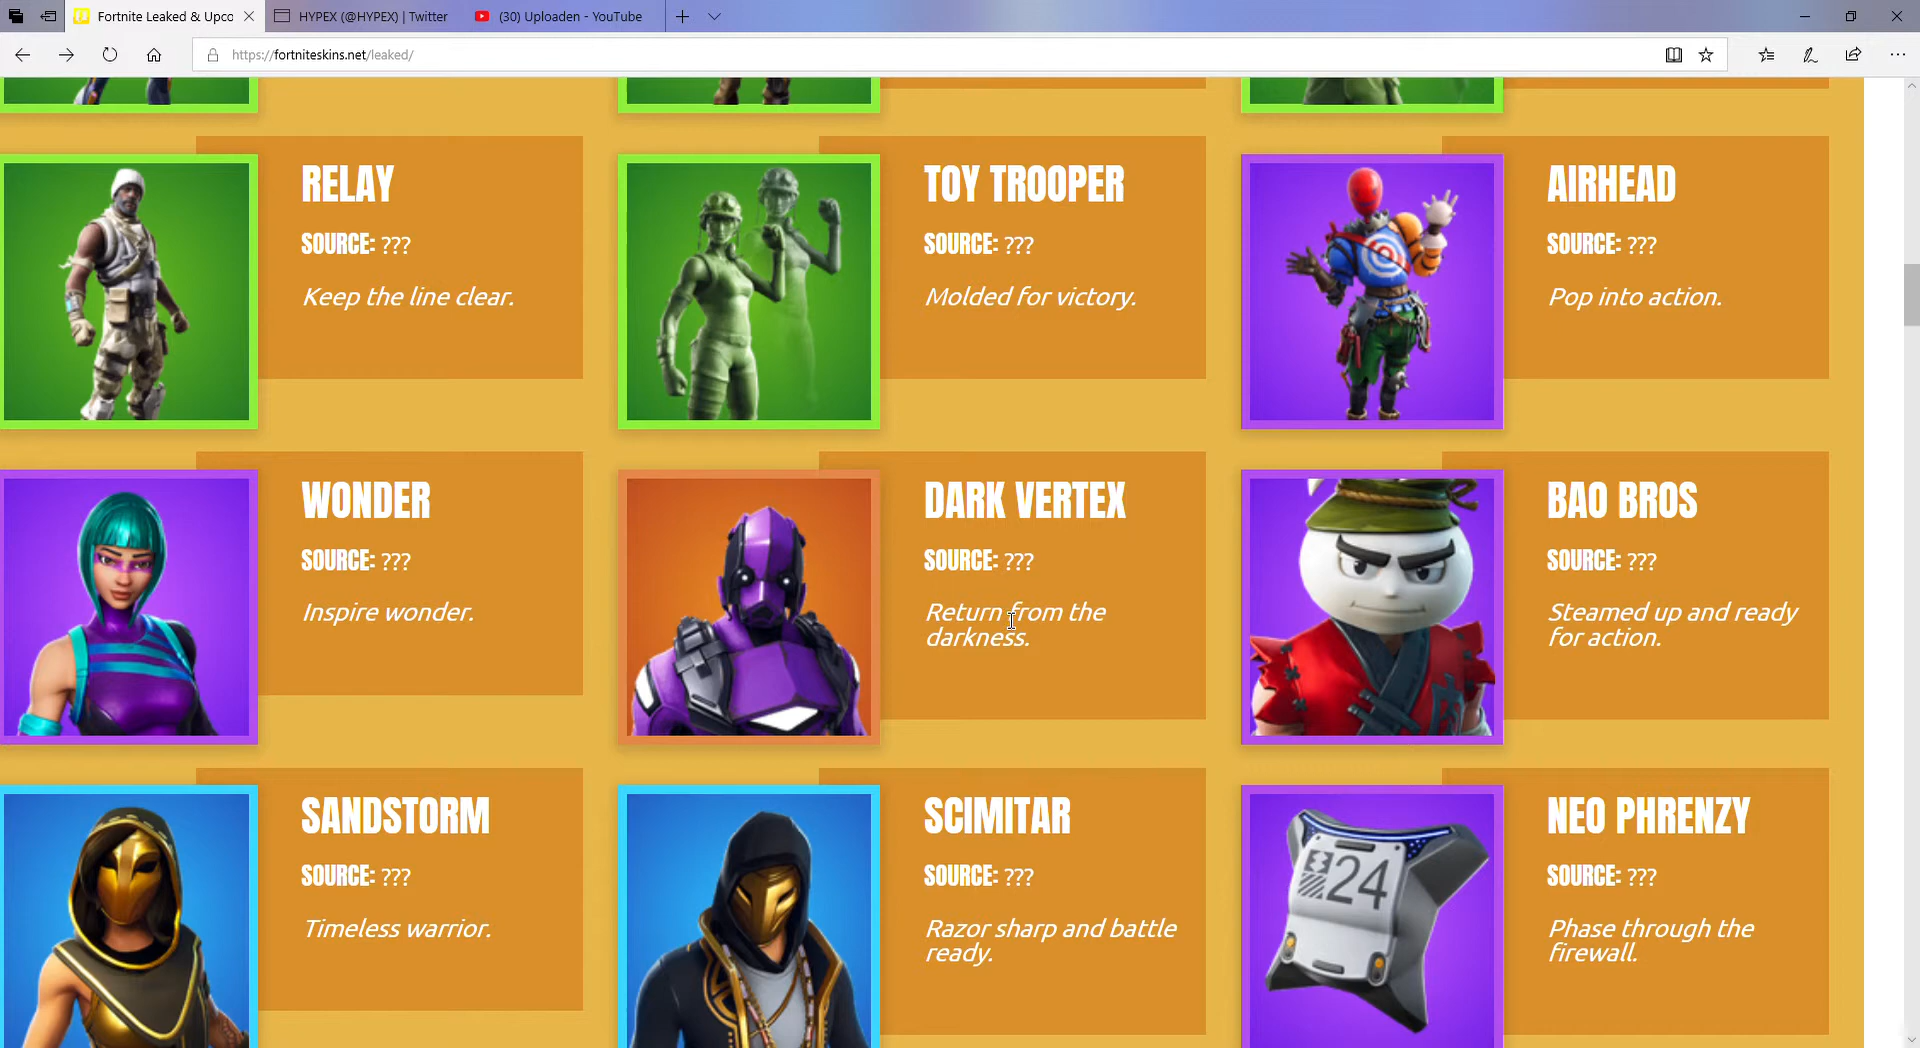 Fortnite Leaked & Upco
HYPEX (@HYPEX) | Twitter
(30) Uploaden - YouTube
https://fortniteskins.net/leaked/
RELAY
SOURCE: ???
Keep the line clear.
TOY TROOPER
SOURCE: ???
Molded for victory.
AIRHEAD
SOURCE: ???
Pop into action.
WONDER
SOURCE: ???
Inspire wonder.
DARK VERTEX
SOURCE: ???
Return from the
darkness.
BAO BROS
SOURCE: ???
Steamed up and ready
for action.
SANDSTORM
SOURCE: ???
Timeless warrior.
SCIMITAR
SOURCE: ???
Razor sharp and battle
ready.
24
NEO PHRENZY
SOURCE: ???
Phase through the
firewall.